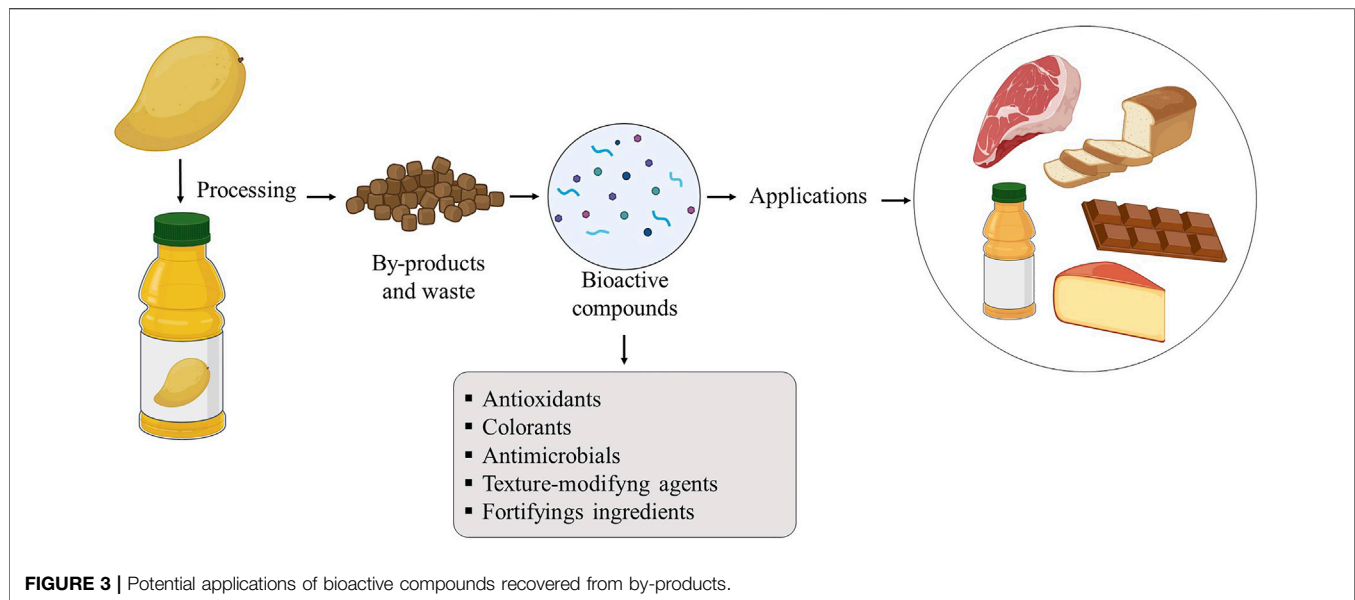 Processing
By-products
and waste
Bioactive
compounds
Applications
▪ Antioxidants
▪ Colorants
▪ Antimicrobials
▪ Texture-modifyng agents
▪ Fortifyings ingredients
FIGURE 3 | Potential applications of bioactive compounds recovered from by-products.